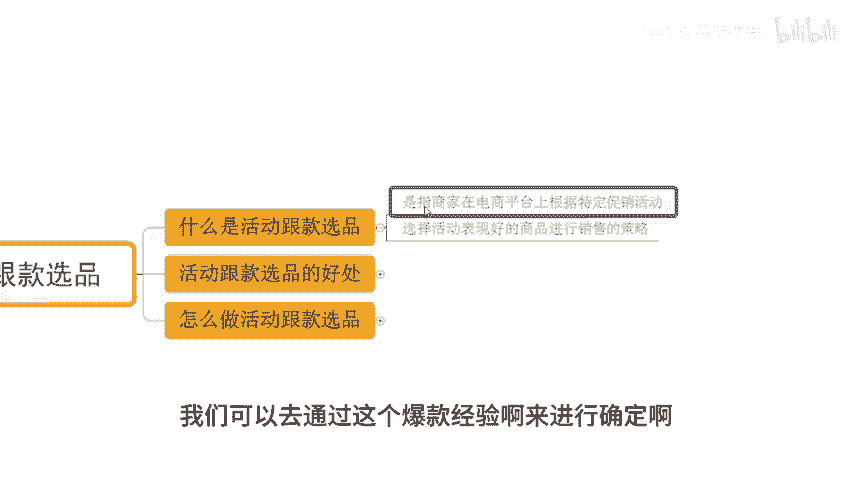 bilibili
是指商家在电商平台上根据特定促销活动
什么是活动跟款选品
选择活动表现好的商品进行销售的策略
跟款选品
活动跟款选品的好处
怎么做活动跟款选品
我们可以去通过这个爆款经验啊来进行确定啊